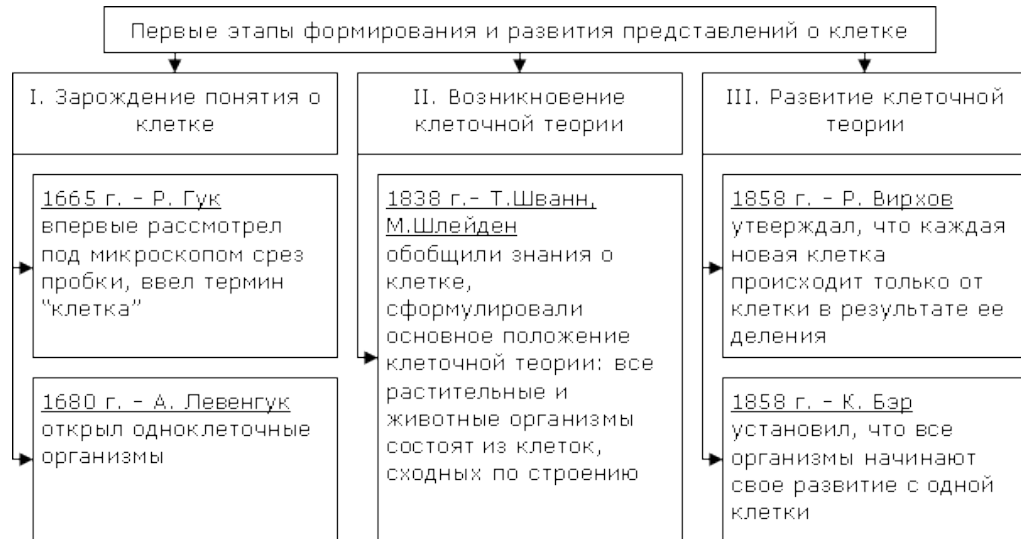 Первые этапы формирования и развития представлений о клетке
I. Зарождение понятия о
клетке
1665 г. – Р. Гук
впервые рассмотрел
под микроскопом срез
пробки, ввел термин
“клетка”
1680 г. – А. Левенгук
открыл одноклеточные
организмы
II. Возникновение
клеточной теории
1838 г.– Т.Шванн,
М.Шлейден
обобщили знания о
клетке,
сформулировали
основное положение
клеточной теории: все
растительные и
животные организмы
состоят из клеток,
сходных по строению
III. Развитие клеточной
теории
1858 г. – Р. Вирхов
утверждал, что каждая
новая клетка
происходит только от
клетки в результате ее
деления
1858 г. – К. Бэр
установил, что все
организмы начинают
свое развитие с одной
клетки